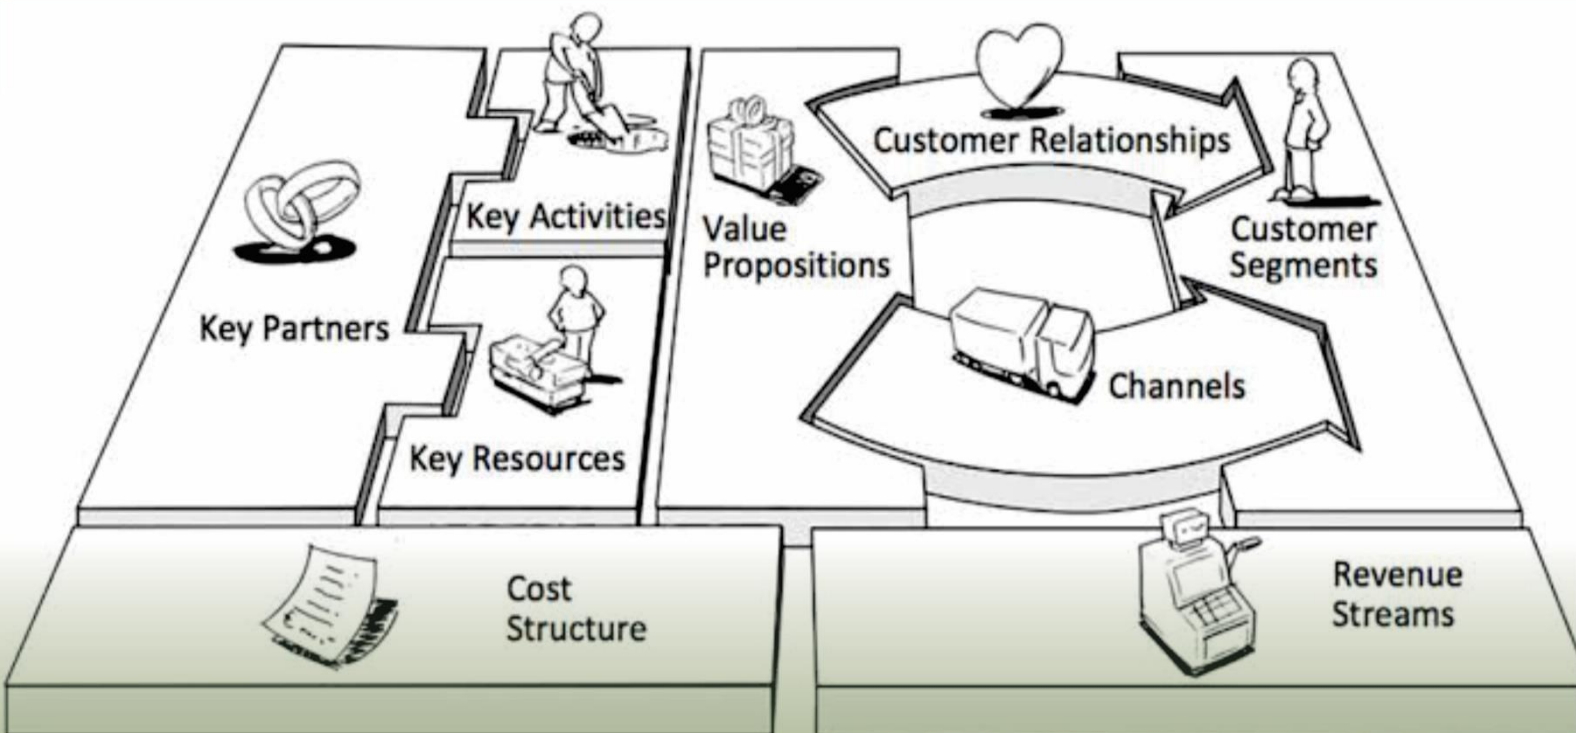 Key Partners
Key Activities
Key Resources
Value
Propositions
Customer Relationships
Channels
Customer
Segments
Cost
Structure
Revenue
Streams